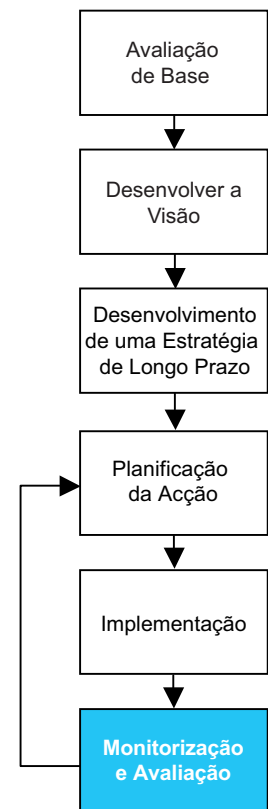 Avaliação
de Base
Desenvolver a
Visão
Desenvolvimento
de uma Estratégia
de Longo Prazo
Planificação
da Acção
Implementação
Monitorização
e Avaliação